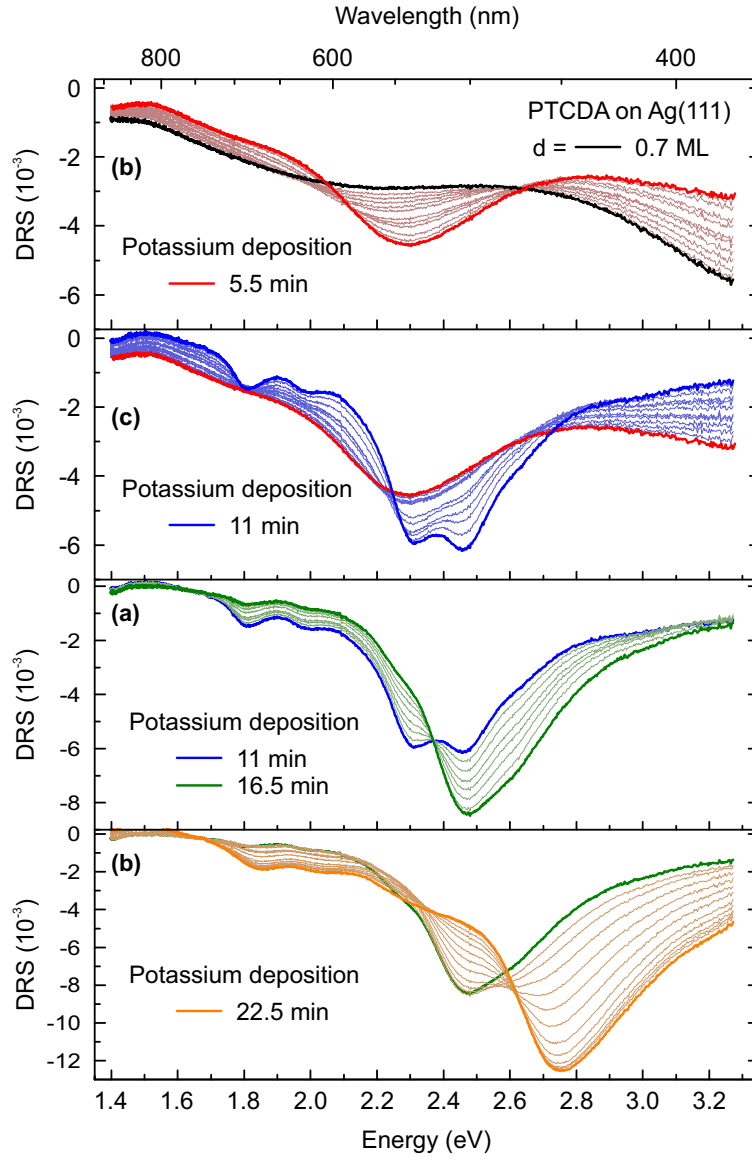 Wavelength (nm)
800 600 400
0
-2
-4
-6
DRS (10-3)
PTCDA on Ag(111)
d = 0.7 ML
(b)
Potassium deposition
5.5 min
0
-2
-4
-6
DRS (10-3)
(c)
Potassium deposition
11 min
0
-2
-4
-6
-8
DRS (10-3)
(a)
Potassium deposition
11 min
16.5 min
0
-2
-4
-6
-8
-10
-12
DRS (10-3)
(b)
Potassium deposition
22.5 min
1.4 1.6 1.8 2.0 2.2 2.4 2.6 2.8 3.0 3.2
Energy (eV)